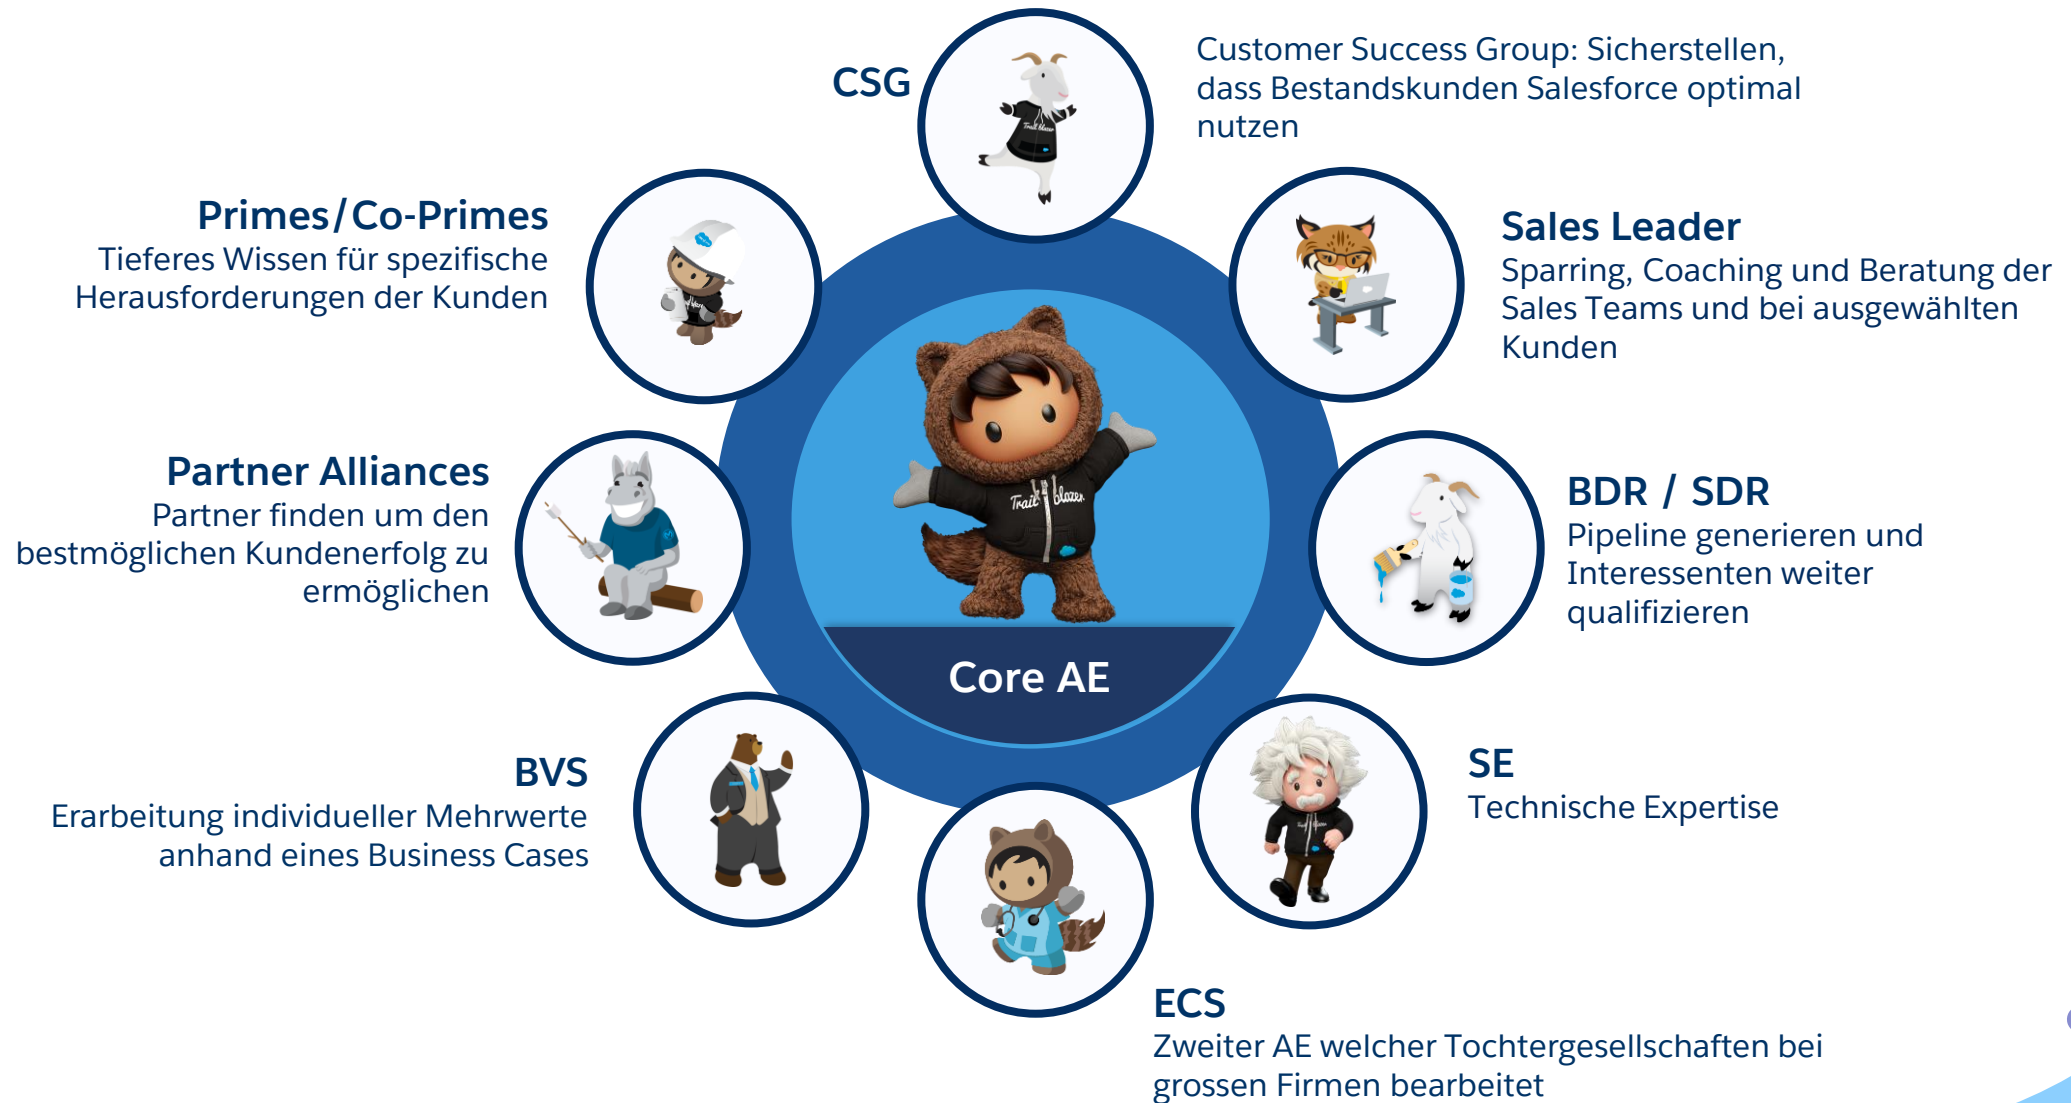 CSG
Customer Success Group: Sicherstellen,
dass Bestandskunden Salesforce optimal
nutzen
Primes/Co-Primes
Tieferes Wissen für spezifische
Herausforderungen der Kunden
Sales Leader
Sparring, Coaching und Beratung der
Sales Teams und bei ausgewählten
Kunden
Partner Alliances
Partner finden um den
bestmöglichen Kundenerfolg zu
ermöglichen
BDR / SDR
Pipeline generieren und
Interessenten weiter
qualifizieren
Trailblazer
Core AE
BVS
Erarbeitung individueller Mehrwerte
anhand eines Business Cases
SE
Technische Expertise
ECS
Zweiter AE welcher Tochtergesellschaften bei
grossen Firmen bearbeitet